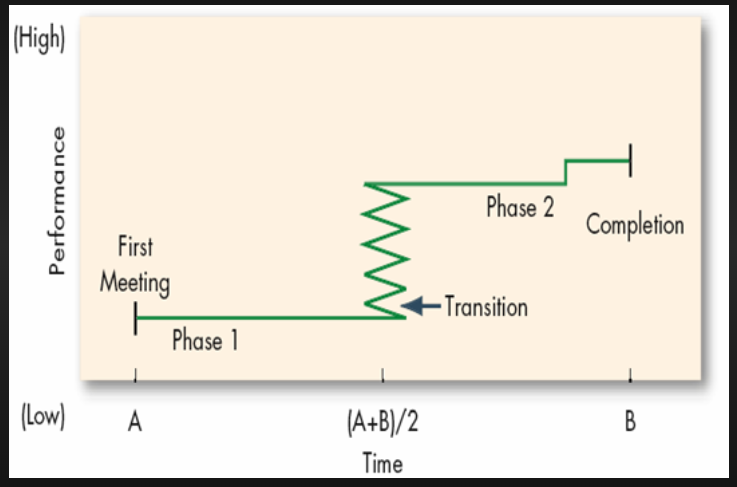 (High)
Performance
First
Meeting
Phase 1
Transition
Phase 2
Completion
(Low)
A
(A+B)/2
B
Time